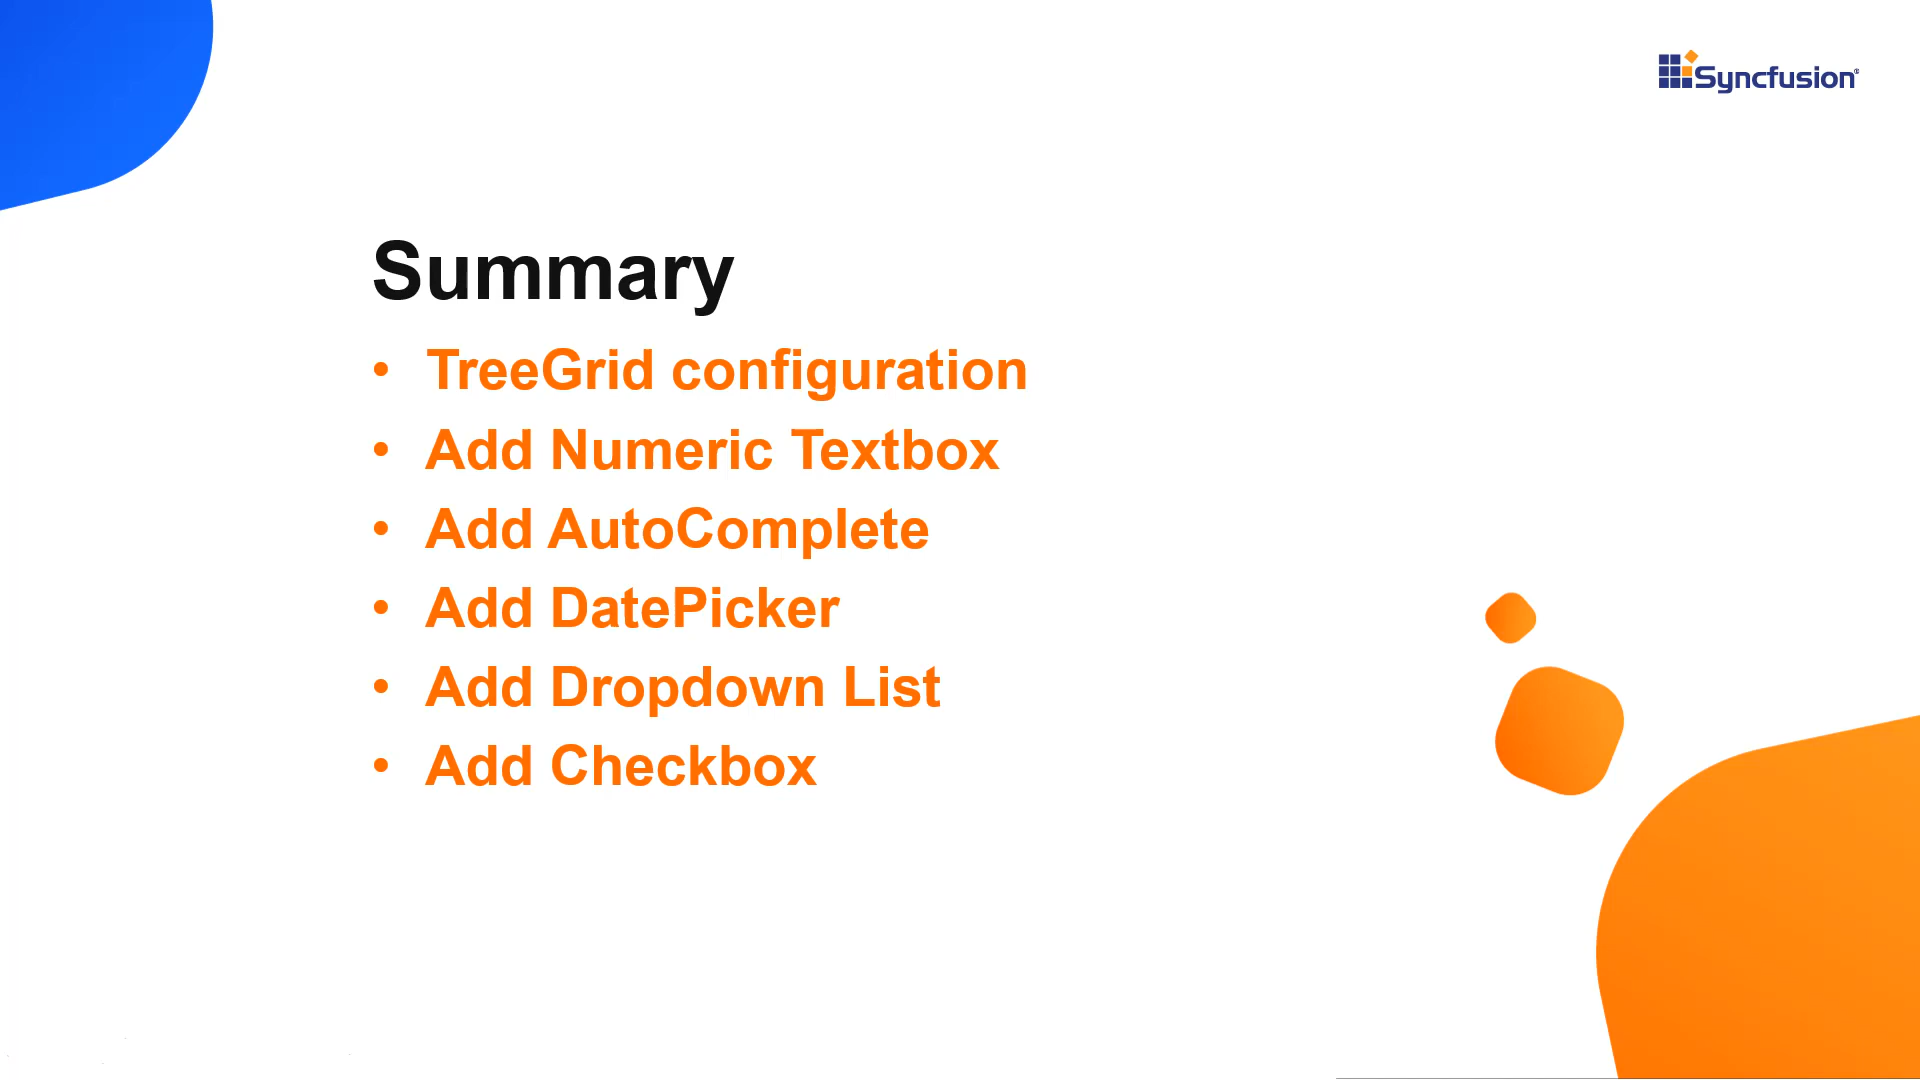 Syncfusion®
Summary
• TreeGrid configuration
• Add Numeric Textbox
• Add AutoComplete
• Add DatePicker
• Add Dropdown List
• Add Checkbox